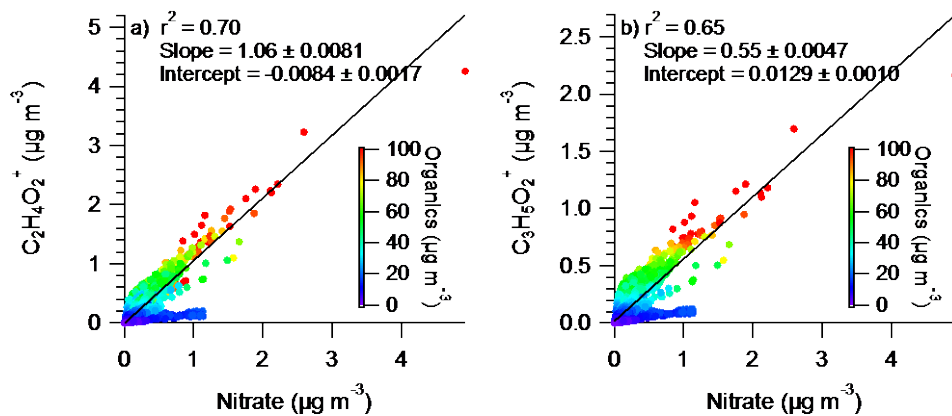 a) r² = 0.70
Slope = 1.06 ± 0.0081
Intercept = -0.0084 ± 0.0017
C₂H₄O₂⁺ (µg m⁻³)
5
4
3
2
1
0
100
80
60
40
20
0
Organics (µg m⁻³)
0 1 2 3 4
Nitrate (µg m⁻³)
b) r² = 0.65
Slope = 0.55 ± 0.0047
Intercept = 0.0129 ± 0.0010
C₃H₅O₂⁺ (µg m⁻³)
2.5
2.0
1.5
1.0
0.5
0.0
100
80
60
40
20
0
Organics (µg m⁻³)
0 1 2 3 4
Nitrate (µg m⁻³)